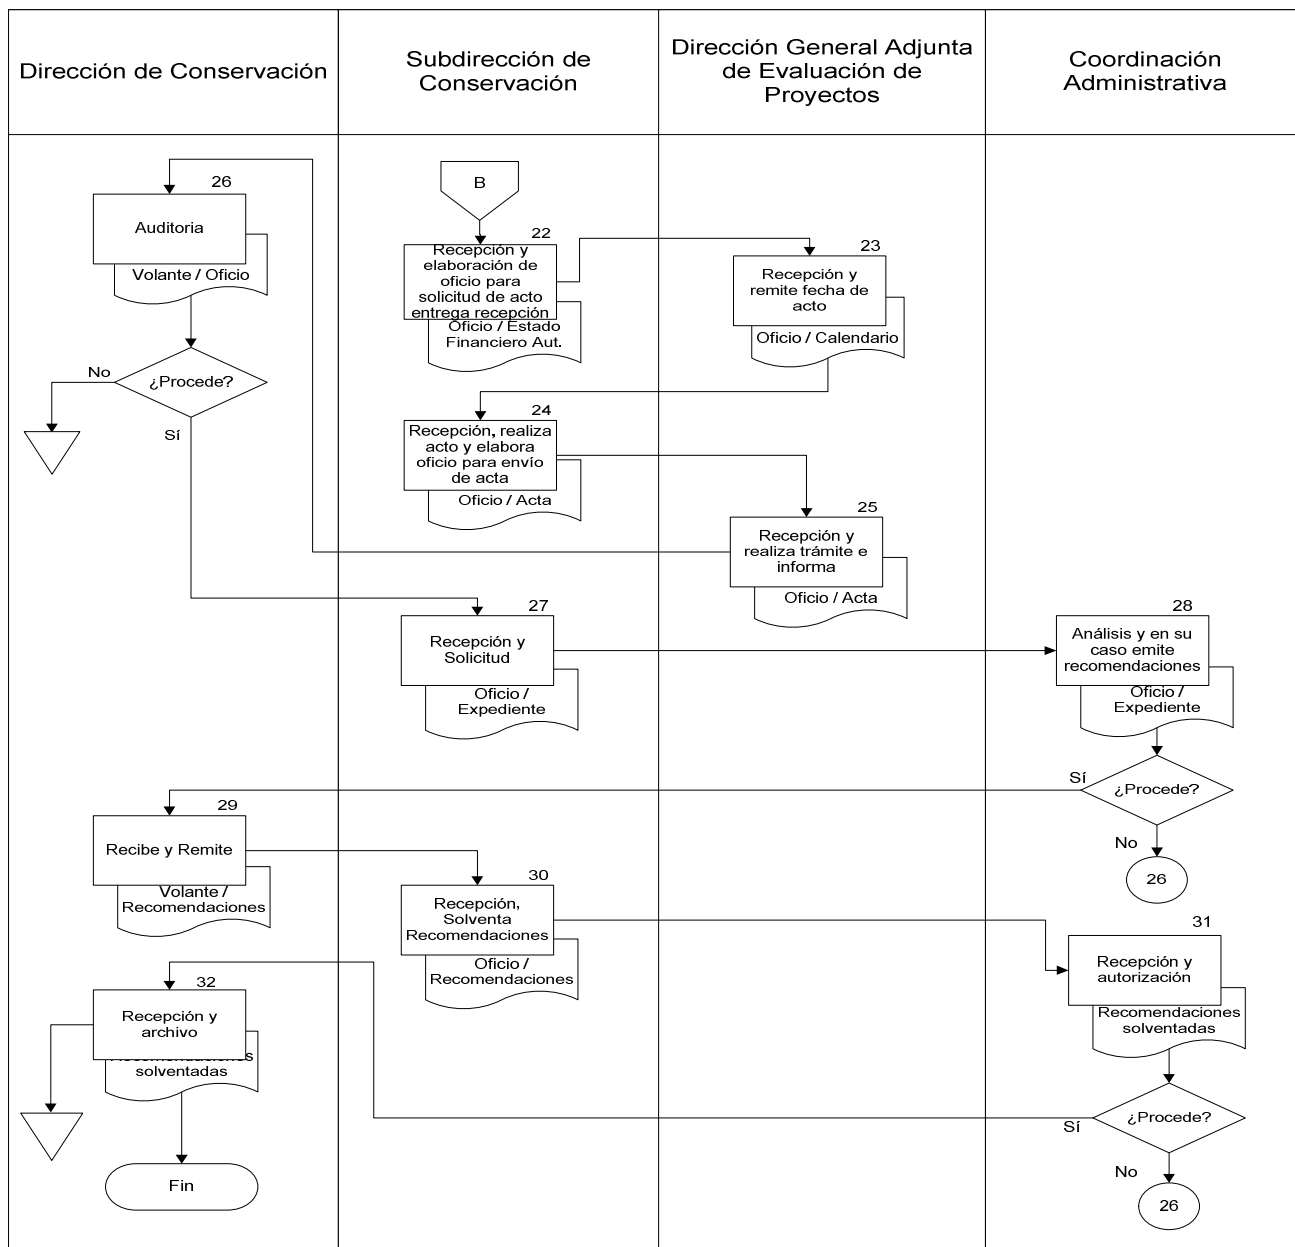 Dirección de Conservación
Subdirección de
Conservación
Dirección General Adjunta
de Evaluación de
Proyectos
Coordinación
Administrativa
B
26
Auditoria
Volante / Oficio
22
Recepción y
elaboración de
oficio para
solicitud de acto
entrega recepción
Oficio / Estado
Financiero Aut.
23
Recepción y
remite fecha de
acto
Oficio / Calendario
¿Procede?
No
Sí
24
Recepción, realiza
acto y elabora
oficio para envío
de acta
Oficio / Acta
25
Recepción y
realiza trámite e
informa
Oficio / Acta
27
Recepción y
Solicitud
Oficio /
Expediente
28
Análisis y en su
caso emite
recomendaciones
Oficio /
Expediente
¿Procede?
Sí
No
26
29
Recibe y Remite
Volante /
Recomendaciones
30
Recepción,
Solventa
Recomendaciones
Oficio /
Recomendaciones
31
Recepción y
autorización
Recomendaciones
solventadas
¿Procede?
Sí
No
26
32
Recepción y
archivo
Recomendaciones
solventadas
Fin